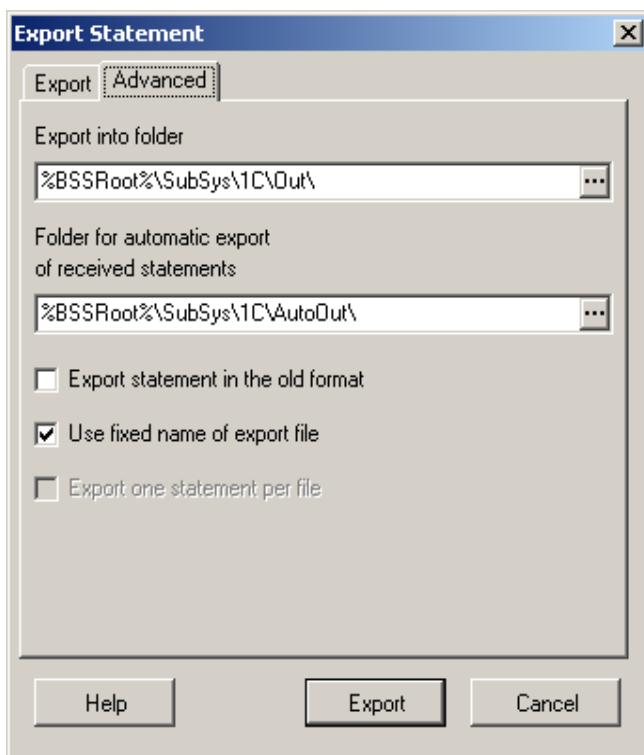 Export Statement
Export Advanced
Export into folder
%BSSRoot%\SubSys\1C\Out\
...
Folder for automatic export
of received statements
%BSSRoot%\SubSys\1C\AutoOut\
...
Export statement in the old format
Use fixed name of export file
Export one statement per file
Help Export Cancel